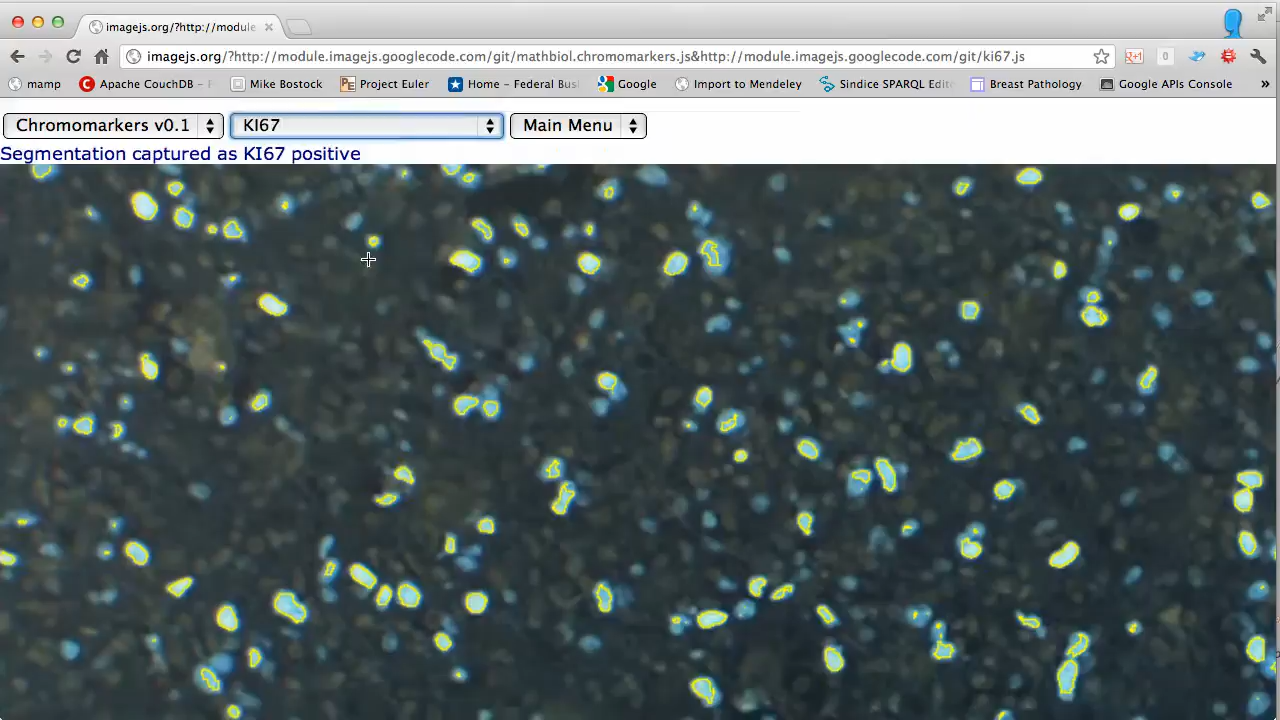 imagejs.org/?http://module
imagejs.org/?http://module.imagejs.googlecode.com/git/mathbiol.chromomarkers.js&http://module.imagejs.googlecode.com/git/ki67.js
mamp Apache CouchDB – Mike Bostock Project Euler Home – Federal Busi Google Import to Mendeley Sindice SPARQL Edit Breast Pathology Google APIs Console »
Chromomarkers v0.1 KI67 Main Menu
Segmentation captured as KI67 positive